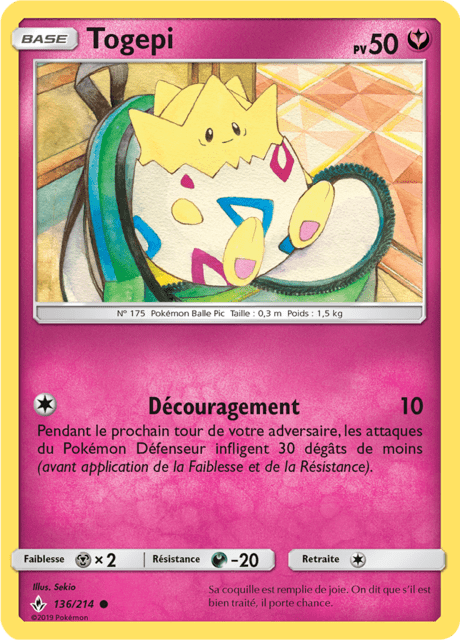 BASE Togepi PV 50
N° 175 Pokémon Balle Pic Taille : 0,3 m Poids : 1,5 kg
Découragement 10
Pendant le prochain tour de votre adversaire, les attaques
du Pokémon Défenseur infligent 30 dégâts de moins
(avant application de la Faiblesse et de la Résistance).
Faiblesse × 2 Résistance -20 Retraite
Illus. Sekio
136/214
©2019 Pokémon
Sa coquille est remplie de joie. On dit que s'il est
bien traité, il porte chance.